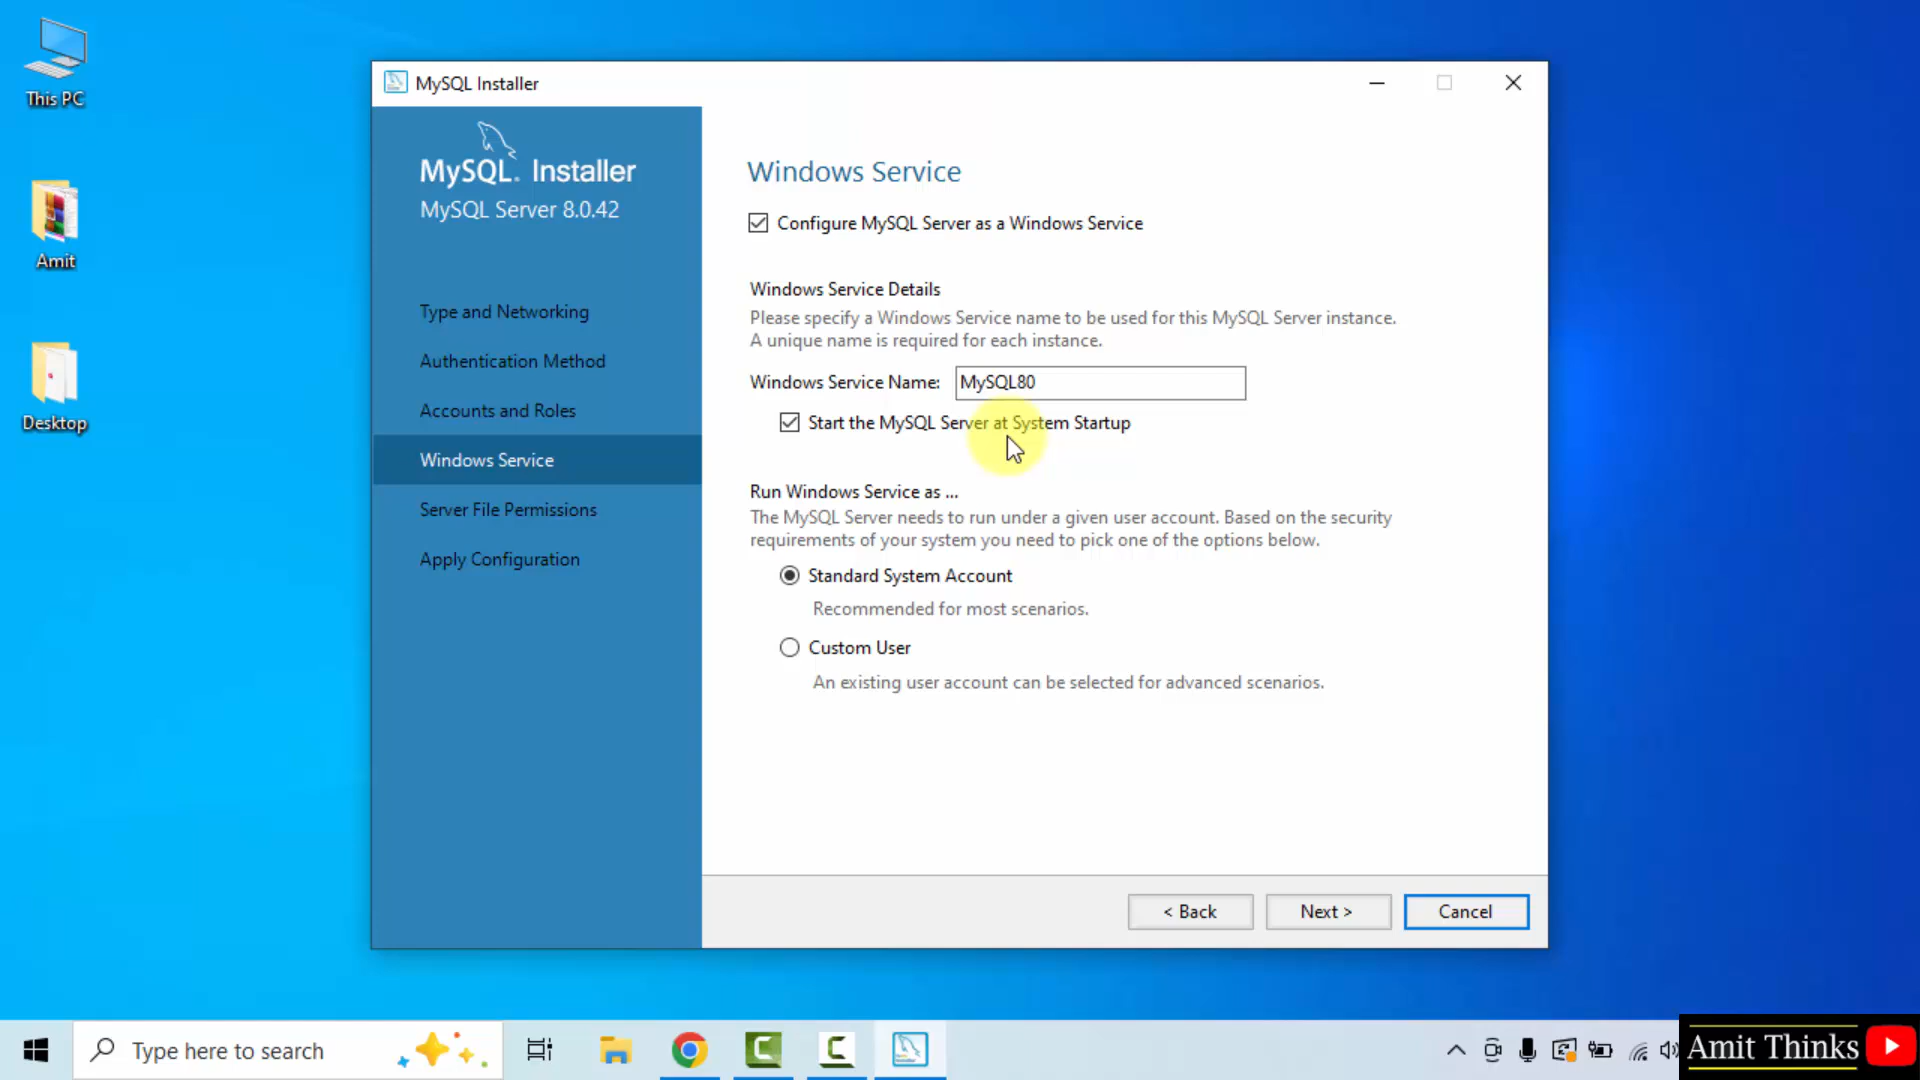 This PC
Amit
Desktop
MySQL Installer
MySQL. Installer
MySQL Server 8.0.42
Type and Networking
Authentication Method
Accounts and Roles
Windows Service
Server File Permissions
Apply Configuration
Windows Service
Configure MySQL Server as a Windows Service
Windows Service Details
Please specify a Windows Service name to be used for this MySQL Server instance.
A unique name is required for each instance.
Windows Service Name: MySQL80
Start the MySQL Server at System Startup
Run Windows Service as ...
The MySQL Server needs to run under a given user account. Based on the security
requirements of your system you need to pick one of the options below.
Standard System Account
Recommended for most scenarios.
Custom User
An existing user account can be selected for advanced scenarios.
< Back
Next >
Cancel
Type here to search
Amit Thinks